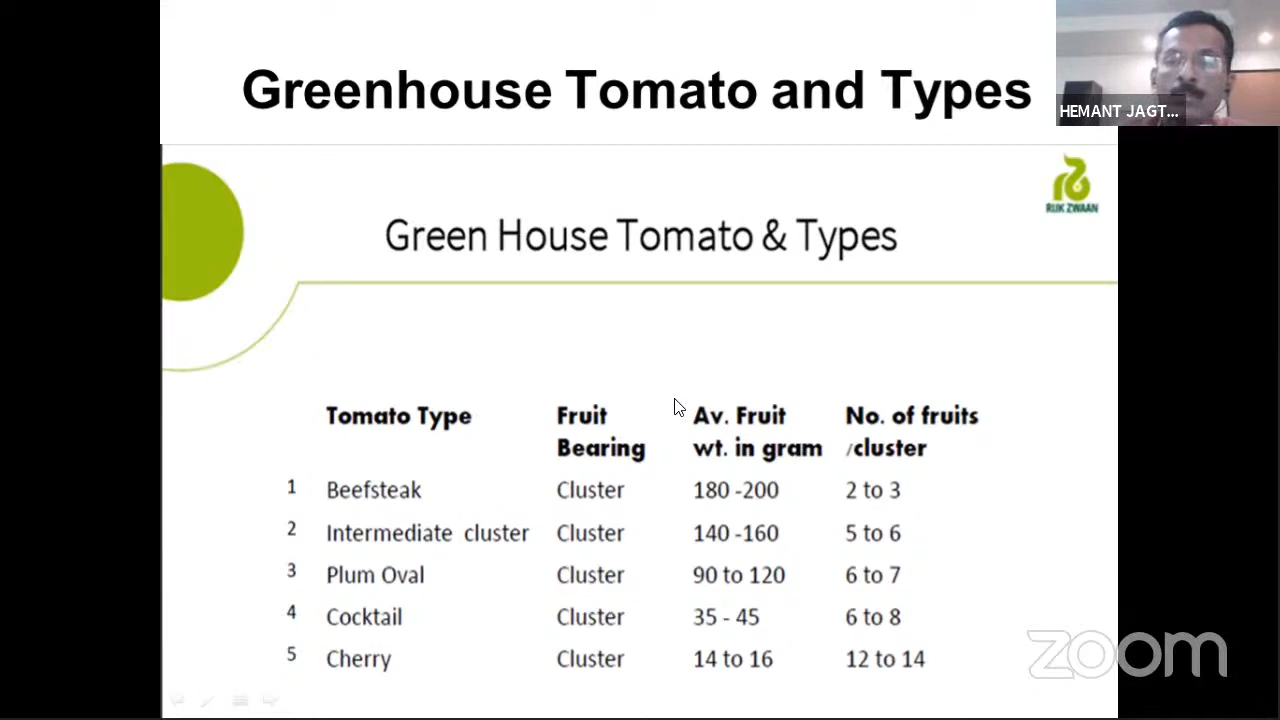 Greenhouse Tomato and Types
HEMANT JAGT...
RIJK ZWAAN
Green House Tomato & Types
Tomato Type Fruit Bearing Av. Fruit wt. in gram No. of fruits /cluster
1 Beefsteak Cluster 180 -200 2 to 3
2 Intermediate cluster Cluster 140 -160 5 to 6
3 Plum Oval Cluster 90 to 120 6 to 7
4 Cocktail Cluster 35 - 45 6 to 8
5 Cherry Cluster 14 to 16 12 to 14
zoom